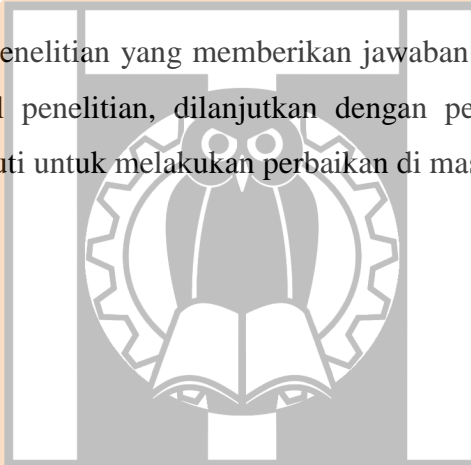 enelitian yang memberikan jawaban
penelitian, dilanjutkan dengan pe
uti untuk melakukan perbaikan di mas